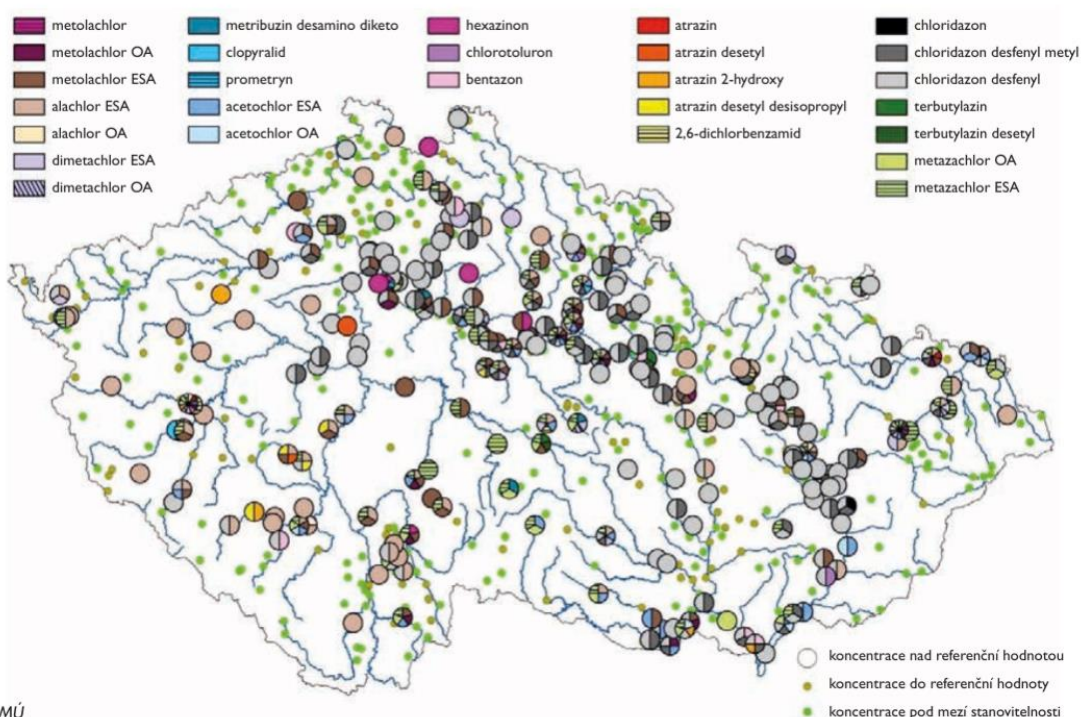 metolachlor
metolachlor OA
metolachlor ESA
alachlor ESA
alachlor OA
dimetachlor ESA
dimetachlor OA
metribuzin desamino diketo
clopyralid
prometryn
acetochlor ESA
acetochlor OA
hexazinon
chlorotoluron
bentazon
atrazin
atrazin desetyl
atrazin 2-hydroxy
atrazin desetyl desisopropyl
2,6-dichlorbenzamid
chloridazon
chloridazon desfenyl metyl
chloridazon desfenyl
terbutylazin
terbutylazin desetyl
metazachlor OA
metazachlor ESA
koncentrace nad referenční hodnotou
koncentrace do referenční hodnoty
koncentrace pod mezí stanovitelnosti
MÚ